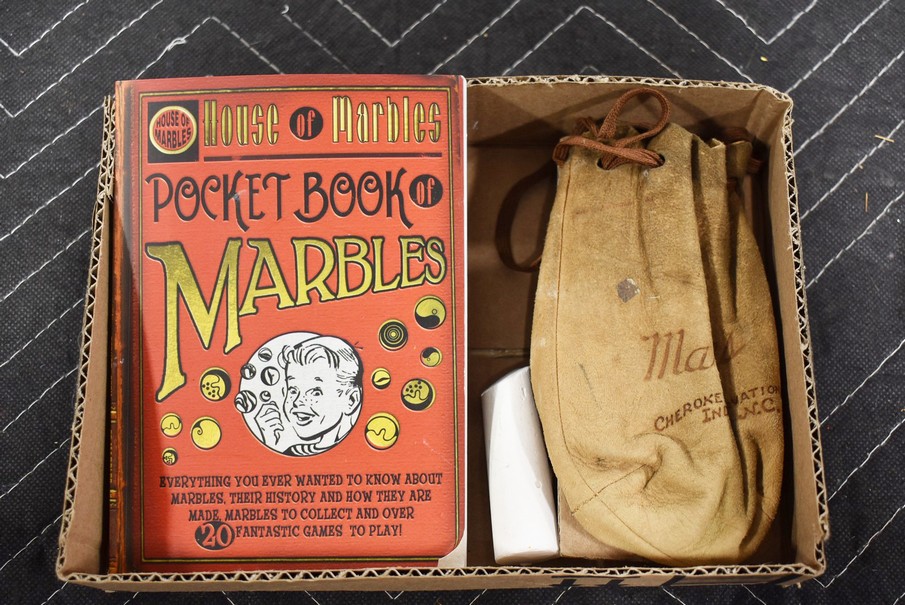 HOUSE OF
MARBLES
House of Marbles
POCKET BOOK of
MARBLES
EVERYTHING YOU EVER WANTED TO KNOW ABOUT
MARBLES, THEIR HISTORY AND HOW THEY ARE
MADE, MARBLES TO COLLECT AND OVER
20 FANTASTIC GAMES TO PLAY!
CHEROKEE NATION
IND. N.C.